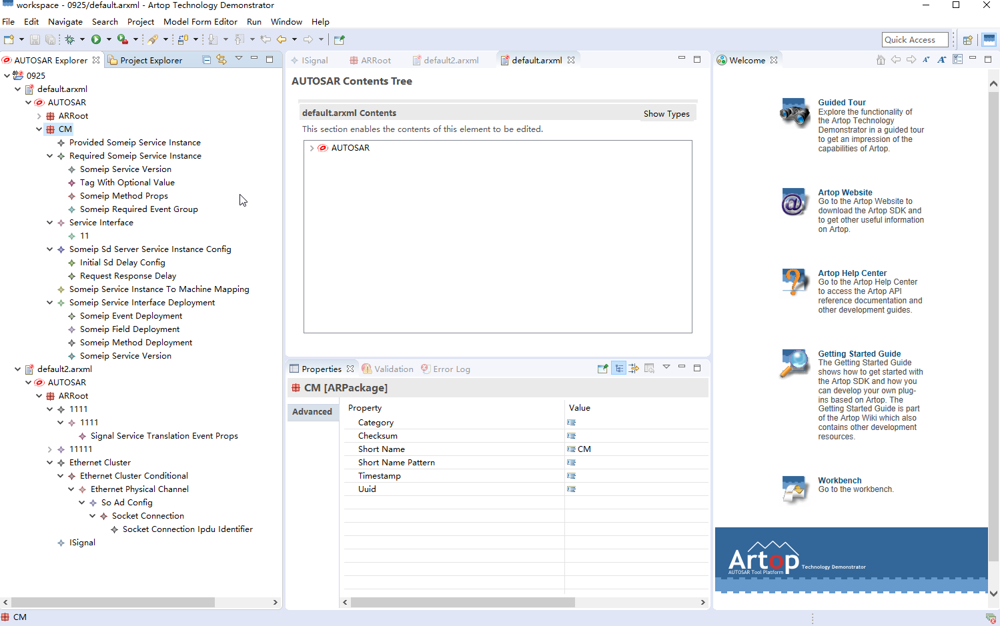 workspace - 0925/default.arxml - Artop Technology Demonstrator
File Edit Navigate Search Project Model Form Editor Run Window Help
Quick Access
AUTOSAR Explorer
Project Explorer
0925
default.arxml
AUTOSAR
ARRoot
CM
Provided Someip Service Instance
Required Someip Service Instance
Someip Service Version
Tag With Optional Value
Someip Method Props
Someip Required Event Group
Service Interface
11
Someip Sd Server Service Instance Config
Initial Sd Delay Config
Request Response Delay
Someip Service Instance To Machine Mapping
Someip Service Interface Deployment
Someip Event Deployment
Someip Field Deployment
Someip Method Deployment
Someip Service Version
default2.arxml
AUTOSAR
ARRoot
1111
1111
Signal Service Translation Event Props
11111
Ethernet Cluster
Ethernet Cluster Conditional
Ethernet Physical Channel
So Ad Config
Socket Connection
Socket Connection Ipdu Identifier
ISignal
CM
ISignal ARRoot default2.arxml default.arxml
AUTOSAR Contents Tree
default.arxml Contents
Show Types
This section enables the contents of this element to be edited.
AUTOSAR
Properties Validation Error Log
CM [ARPackage]
Advanced
Property Value
Category
Checksum
Short Name CM
Short Name Pattern
Timestamp
Uuid
Welcome
Guided Tour
Explore the functionality of
the Artop Technology
Demonstrator in a guided tour
to get an impression of the
capabilities of Artop.
Artop Website
Go to the Artop Website to
download the Artop SDK and
to get other useful information
on Artop.
Artop Help Center
Go to the Artop Help Center
to access the Artop API
reference documentation and
other development guides.
Getting Started Guide
The Getting Started Guide
shows how to get started with
the Artop SDK and how you
can develop your own plug-
ins based on Artop. The
Getting Started Guide is part
of the Artop Wiki which also
contains other development
resources.
Workbench
Go to the workbench.
Artop
Technology Demonstrator
AUTOSAR Tool Platform